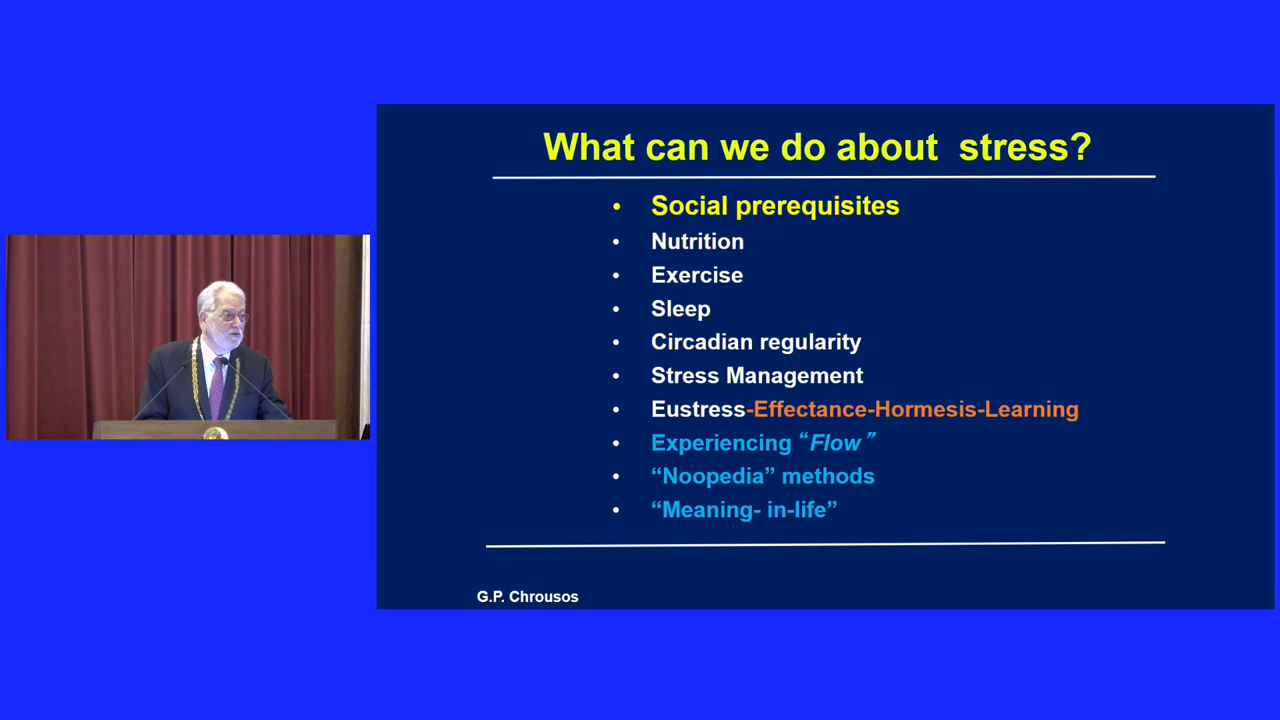 What can we do about  stress?
• Social prerequisites
• Nutrition
• Exercise
• Sleep
• Circadian regularity
• Stress Management
• Eustress-Effectance-Hormesis-Learning
• Experiencing “Flow”
• “Noopedia” methods
• “Meaning- in-life”
G.P. Chrousos